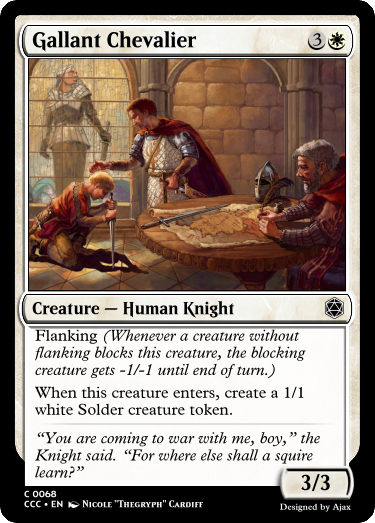 Gallant Chevalier 3
Creature — Human Knight
Flanking (Whenever a creature without
flanking blocks this creature, the blocking
creature gets -1/-1 until end of turn.)
When this creature enters, create a 1/1
white Solder creature token.
“You are coming to war with me, boy,” the
Knight said. “For where else shall a squire
learn?”
3/3
C 0068
CCC • EN Nicole "Thegryph" Cardiff
Designed by Ajax